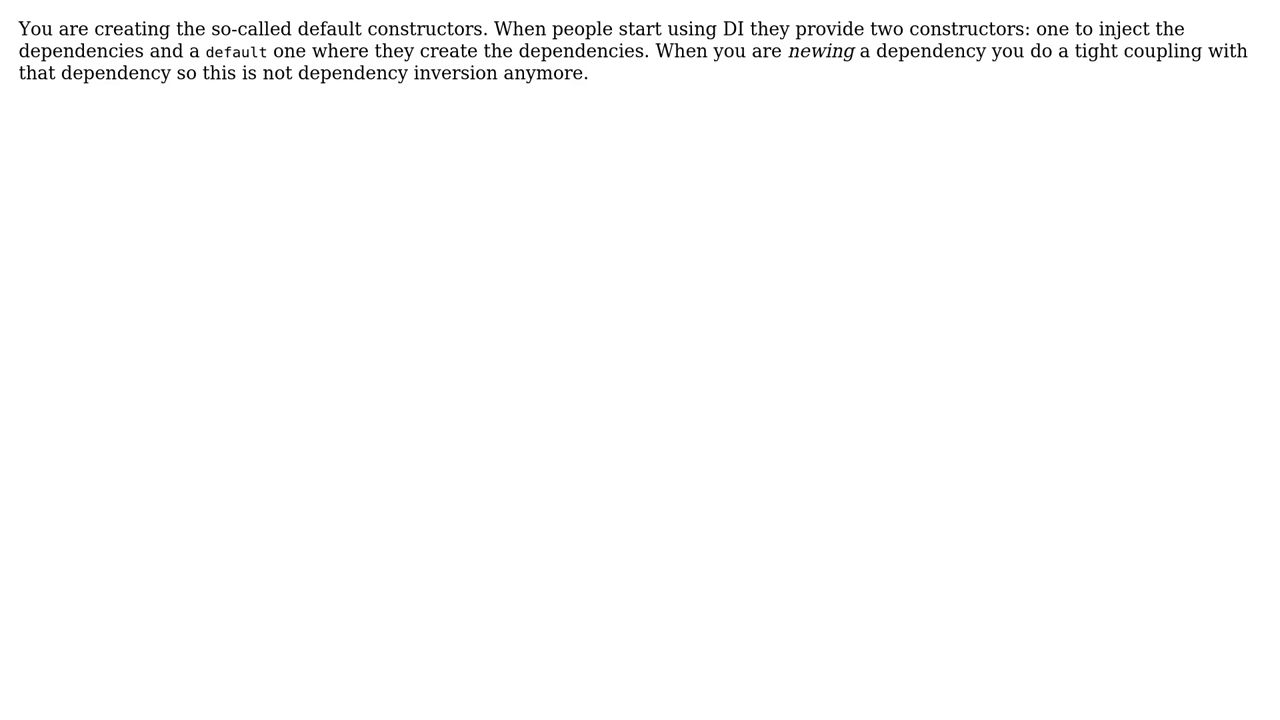 You are creating the so-called default constructors. When people start using DI they provide two constructors: one to inject the
dependencies and a default one where they create the dependencies. When you are newing a dependency you do a tight coupling with
that dependency so this is not dependency inversion anymore.